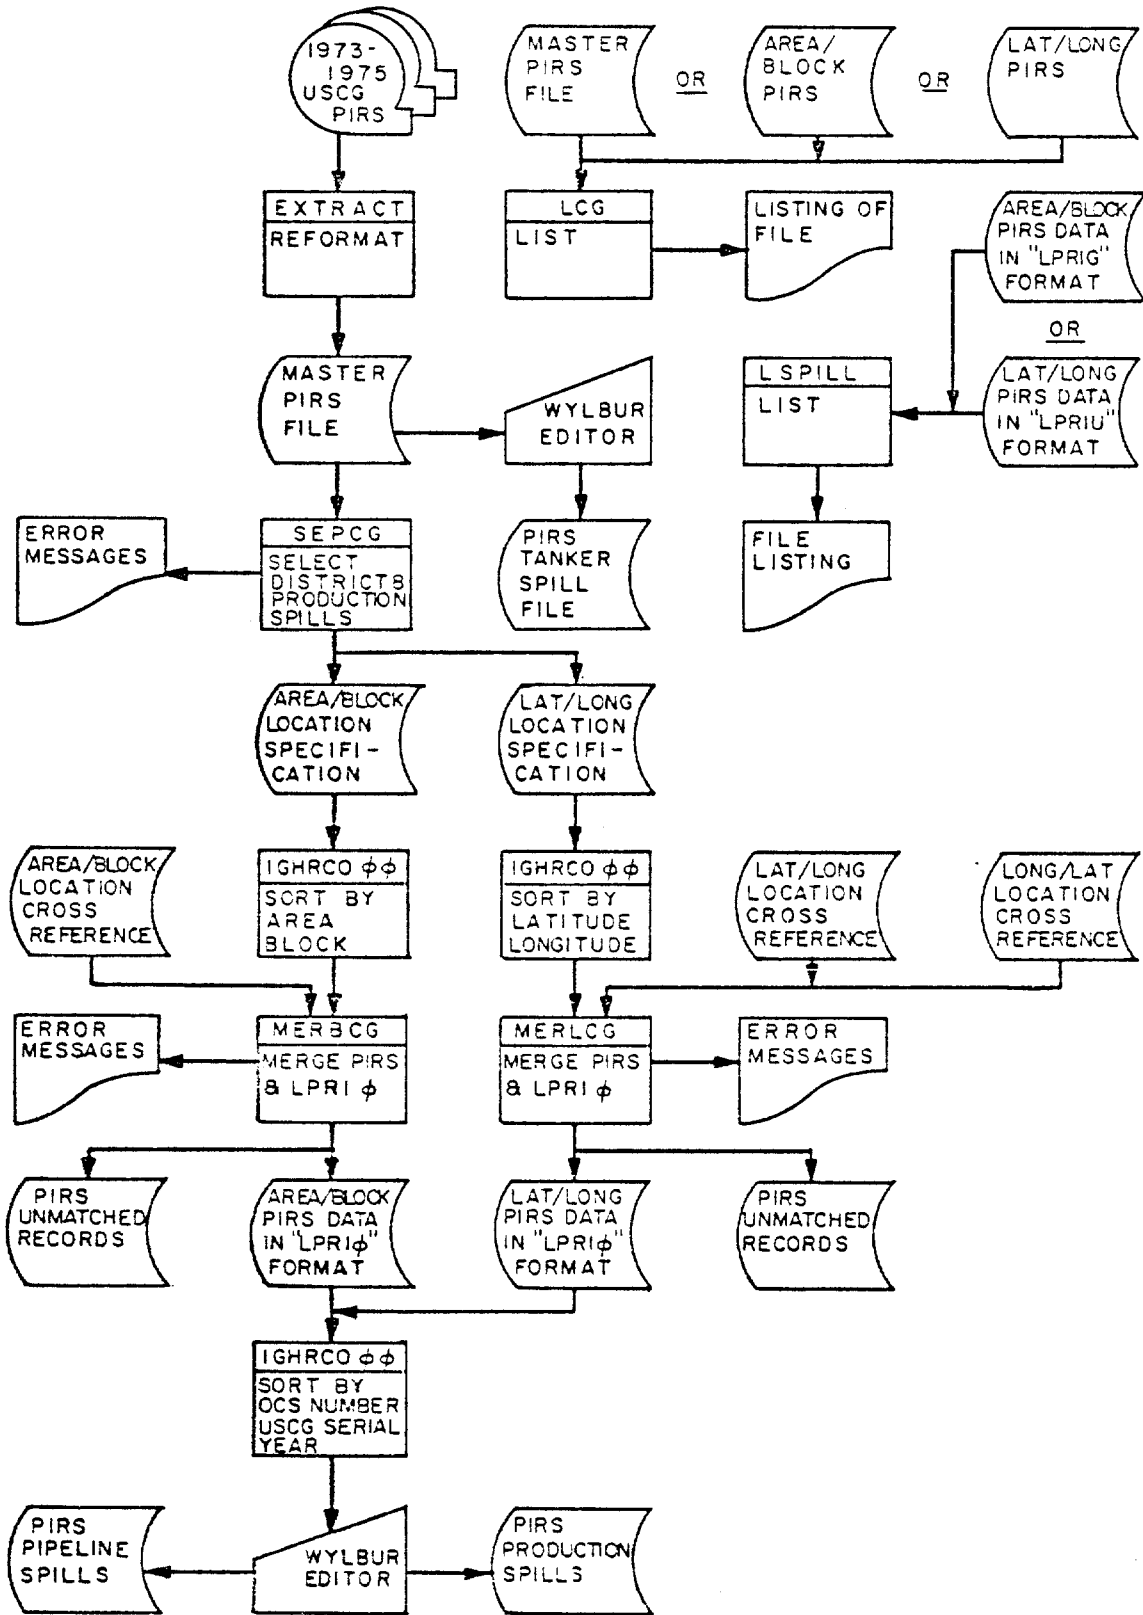 1973-
1975
USCG
PIRS
MASTER
PIRS
FILE
OR
AREA/
BLOCK
PIRS
OR
LAT/LONG
PIRS
EXTRACT
REFORMAT
LCG
LIST
LISTING OF
FILE
AREA/BLOCK
PIRS DATA
IN "LPRIG"
FORMAT
OR
MASTER
PIRS
FILE
WYLBUR
EDITOR
LSPILL
LIST
LAT/LONG
PIRS DATA
IN "LPRIU"
FORMAT
ERROR
MESSAGES
SEPCG
SELECT
DISTRICT 8
PRODUCTION
SPILLS
PIRS
TANKER
SPILL
FILE
FILE
LISTING
AREA/BLOCK
LOCATION
SPECIFI-
CATION
LAT/LONG
LOCATION
SPECIFI-
CATION
AREA/BLOCK
LOCATION
CROSS
REFERENCE
IGHRCO ϕϕ
SORT BY
AREA
BLOCK
IGHRCO ϕϕ
SORT BY
LATITUDE
LONGITUDE
LAT/LONG
LOCATION
CROSS
REFERENCE
LONG/LAT
LOCATION
CROSS
REFERENCE
ERROR
MESSAGES
MERBCG
MERGE PIRS
& LPRI ϕ
MERLCG
MERGE PIRS
& LPRI ϕ
ERROR
MESSAGES
PIRS
UNMATCHED
RECORDS
AREA/BLOCK
PIRS DATA
IN "LPRIϕ"
FORMAT
LAT/LONG
PIRS DATA
IN "LPRIϕ"
FORMAT
PIRS
UNMATCHED
RECORDS
IGHRCO ϕϕ
SORT BY
OCS NUMBER
USCG SERIAL
YEAR
PIRS
PIPELINE
SPILLS
WYLBUR
EDITOR
PIRS
PRODUCTION
SPILLS